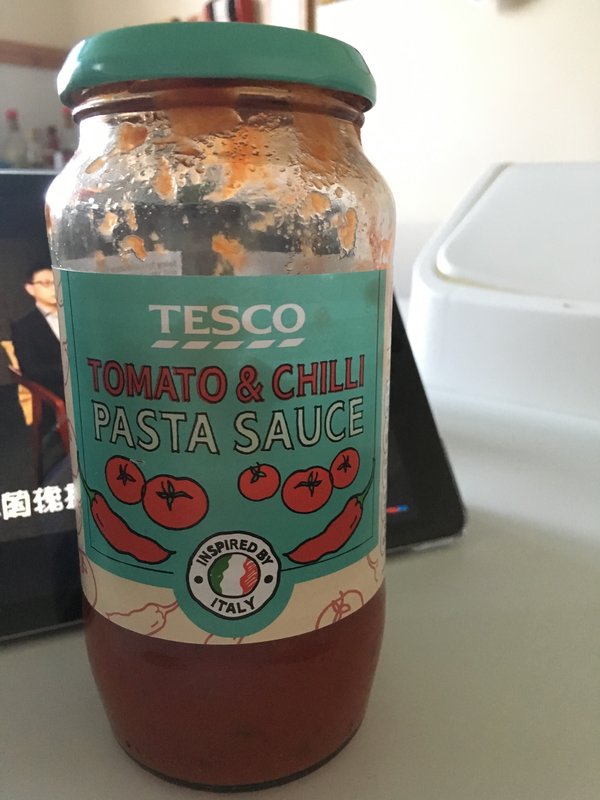 TESCO
TOMATO & CHILLI
PASTA SAUCE
INSPIRED BY
ITALY